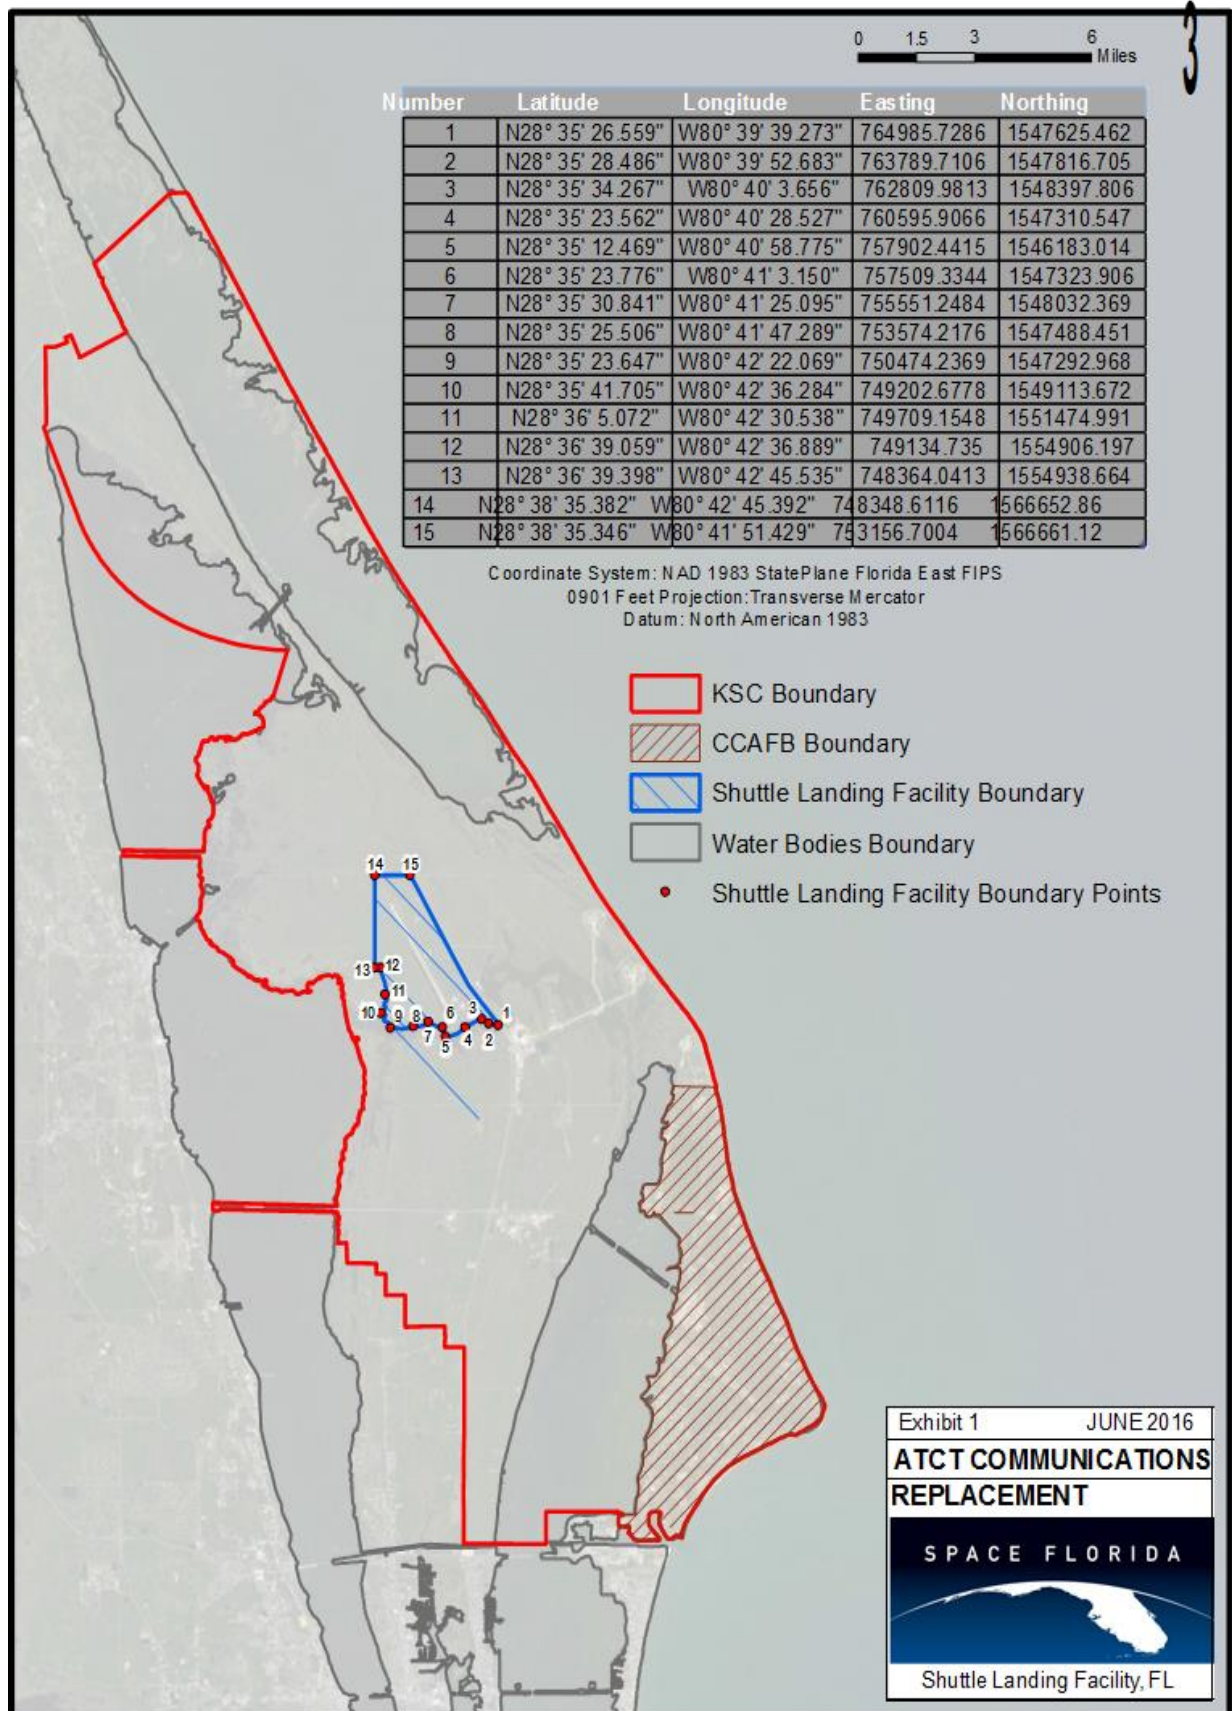 3
0 1.5 3 6
Miles
Number Latitude Longitude Easting Northing
1 N28° 35' 26.559" W80° 39' 39.273" 764985.7286 1547625.462
2 N28° 35' 28.486" W80° 39' 52.683" 763789.7106 1547816.705
3 N28° 35' 34.267" W80° 40' 3.656" 762809.9813 1548397.806
4 N28° 35' 23.562" W80° 40' 28.527" 760595.9066 1547310.547
5 N28° 35' 12.469" W80° 40' 58.775" 757902.4415 1546183.014
6 N28° 35' 23.776" W80° 41' 3.150" 757509.3344 1547323.906
7 N28° 35' 30.841" W80° 41' 25.095" 755551.2484 1548032.369
8 N28° 35' 25.506" W80° 41' 47.289" 753574.2176 1547488.451
9 N28° 35' 23.647" W80° 42' 22.069" 750474.2369 1547292.968
10 N28° 35' 41.705" W80° 42' 36.284" 749202.6778 1549113.672
11 N28° 36' 5.072" W80° 42' 30.538" 749709.1548 1551474.991
12 N28° 36' 39.059" W80° 42' 36.889" 749134.735 1554906.197
13 N28° 36' 39.398" W80° 42' 45.535" 748364.0413 1554938.664
14 N28° 38' 35.382" W80° 42' 45.392" 748348.6116 1566652.86
15 N28° 38' 35.346" W80° 41' 51.429" 753156.7004 1566661.12
Coordinate System: NAD 1983 StatePlane Florida East FIPS
0901 Feet Projection: Transverse Mercator
Datum: North American 1983
KSC Boundary
CCAFB Boundary
Shuttle Landing Facility Boundary
Water Bodies Boundary
Shuttle Landing Facility Boundary Points
14 15
13 12
11
10 9 8 7 6 5 4 3 2 1
Exhibit 1 JUNE 2016
ATCT COMMUNICATIONS
REPLACEMENT
SPACE FLORIDA
Shuttle Landing Facility, FL